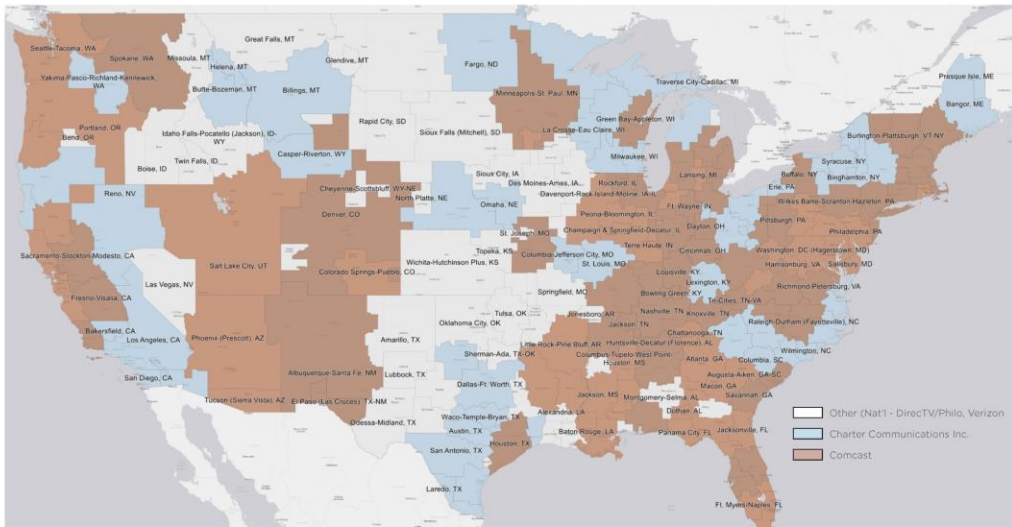 Seattle-Tacoma, WA
Spokane, WA
Missoula, MT
Great Falls, MT
Helena, MT
Glendive, MT
Fargo, ND
Yakima-Pasco-Richland-Kennewick,
WA
Butte-Bozeman, MT
Billings, MT
Minneapolis-St. Paul, MN
Traverse City-Cadillac, MI
Presque Isle, ME
Bangor, ME
Portland, OR
Bend, OR
Idaho Falls-Pocatello (Jackson), ID-
WY
Rapid City, SD
Sioux Falls (Mitchell), SD
La Crosse-Eau Claire, WI
Green Bay-Appleton, WI
Burlington-Plattsburgh, VT-NY
Boise, ID
Twin Falls, ID
Casper-Riverton, WY
Milwaukee, WI
Lansing, MI
Syracuse, NY
Buffalo, NY
Binghamton, NY
Erie, PA
Reno, NV
Cheyenne-Scottsbluff, WY-NE
North Platte, NE
Sioux City, IA
Des Moines-Ames, IA...
Omaha, NE
Davenport-Rock Island-Moline, IA-IL
Rockford, IL
Ft. Wayne, IN
Wilkes Barre-Scranton-Hazleton, PA
Pittsburgh, PA
Philadelphia, PA
Denver, CO
Peoria-Bloomington, IL
Dayton, OH
St. Joseph, MO
Champaign & Springfield-Decatur, IL
Terre Haute, IN
Cincinnati, OH
Washington, DC (Hagerstown, MD)
Harrisonburg, VA
Salisbury, MD
Sacramento-Stockton-Modesto, CA
Salt Lake City, UT
Colorado Springs-Pueblo, CO
Topeka, KS
Wichita-Hutchinson Plus, KS
Columbia-Jefferson City, MO
St. Louis, MO
Louisville, KY
Lexington, KY
Richmond-Petersburg, VA
Fresno-Visalia, CA
Las Vegas, NV
Springfield, MO
Bowling Green, KY
Tri-Cities, TN-VA
Bakersfield, CA
Los Angeles, CA
Phoenix (Prescott), AZ
Tulsa, OK
Oklahoma City, OK
Jonesboro, AR
Nashville, TN
Knoxville, TN
Raleigh-Durham (Fayetteville), NC
Amarillo, TX
Jackson, TN
Chattanooga, TN
Huntsville-Decatur (Florence), AL
Wilmington, NC
Sherman-Ada, TX-OK
Little Rock-Pine Bluff, AR
Columbus-Tupelo-West Point-
Houston, MS
Atlanta, GA
Columbia, SC
Augusta-Aiken, GA-SC
San Diego, CA
Albuquerque-Santa Fe, NM
Lubbock, TX
Dallas-Ft. Worth, TX
Jackson, MS
Montgomery-Selma, AL
Macon, GA
Savannah, GA
Tucson (Sierra Vista), AZ
El Paso (Las Cruces), TX-NM
Odessa-Midland, TX
Waco-Temple-Bryan, TX
Alexandria, LA
Dothan, AL
Austin, TX
Baton Rouge, LA
Panama City, FL
Jacksonville, FL
San Antonio, TX
Houston, TX
Laredo, TX
Ft. Myers-Naples, FL
Other (Nat'l - DirecTV/Philo, Verizon
Charter Communications Inc.
Comcast